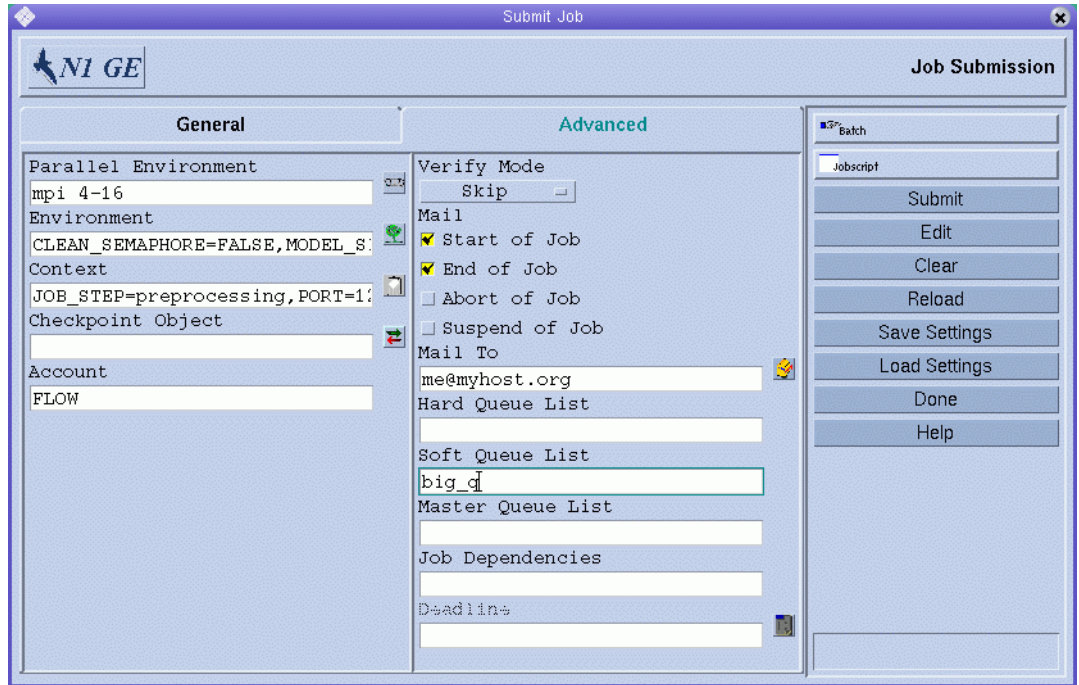 Submit Job
N1 GE
Job Submission
General
Advanced
Parallel Environment
mpi 4-16
Environment
CLEAN_SEMAPHORE=FALSE,MODEL_S
Context
JOB_STEP=preprocessing,PORT=12
Checkpoint Object
Account
FLOW
Verify Mode
Skip
Mail
Start of Job
End of Job
Abort of Job
Suspend of Job
Mail To
me@myhost.org
Hard Queue List
Soft Queue List
big_q
Master Queue List
Job Dependencies
Deadline
Batch
Jobscript
Submit
Edit
Clear
Reload
Save Settings
Load Settings
Done
Help